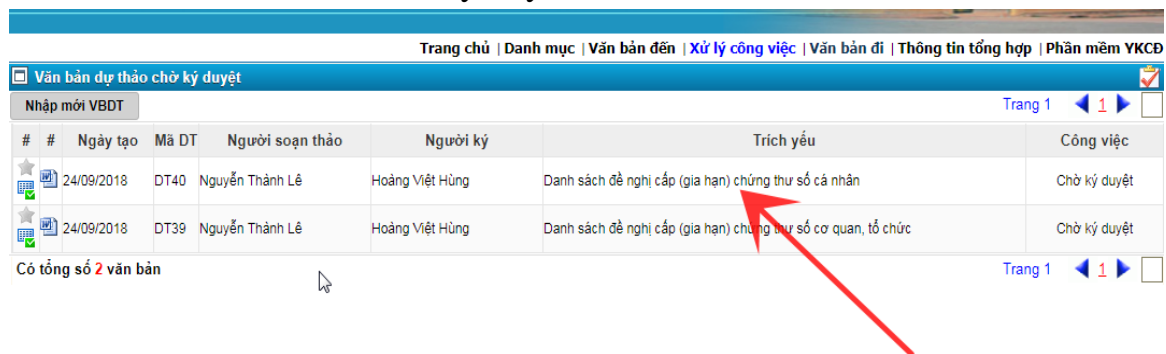 Trang chủ | Danh mục | Văn bản đến | Xử lý công việc | Văn bản đi | Thông tin tổng hợp | Phần mềm YKCĐ
Văn bản dự thảo chờ ký duyệt
Nhập mới VBDT Trang 1 1
# # Ngày tạo Mã DT Người soạn thảo Người ký Trích yếu Công việc
24/09/2018 DT40 Nguyễn Thành Lê Hoàng Việt Hùng Danh sách đề nghị cấp (gia hạn) chứng thư số cá nhân Chờ ký duyệt
24/09/2018 DT39 Nguyễn Thành Lê Hoàng Việt Hùng Danh sách đề nghị cấp (gia hạn) chứng thư số cơ quan, tổ chức Chờ ký duyệt
Có tổng số 2 văn bản Trang 1 1